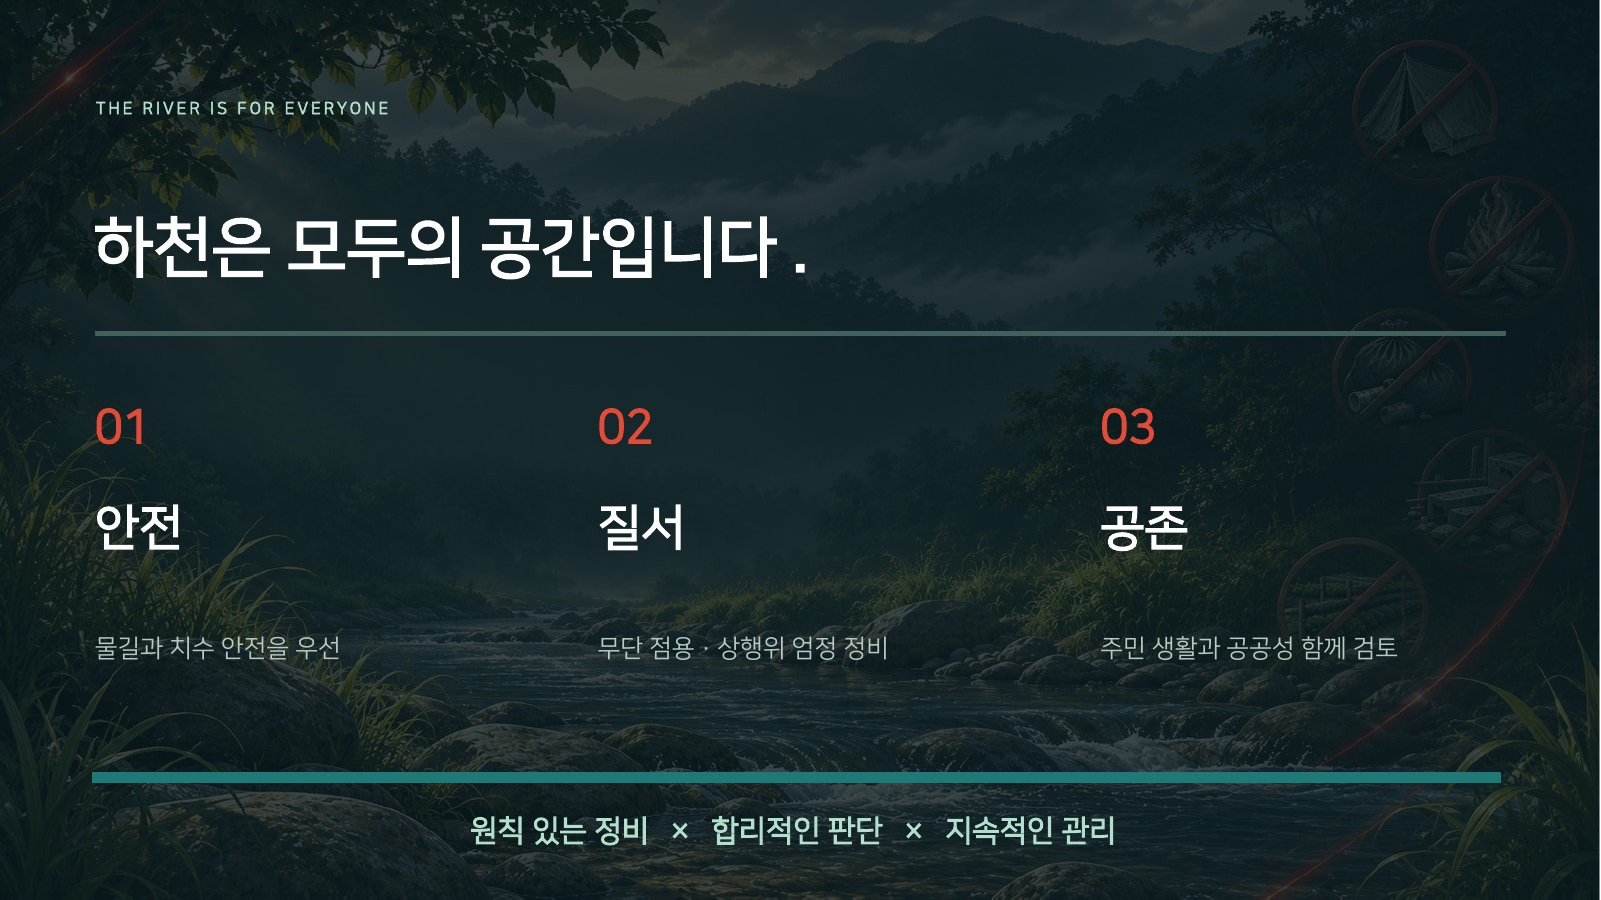 THE RIVER IS FOR EVERYONE
하천은 모두의 공간입니다 .
01
안전
물길과 치수 안전을 우선
02
질서
무단 점용 · 상행위 엄정 정비
03
공존
주민 생활과 공공성 함께 검토
원칙 있는 정비 × 합리적인 판단 × 지속적인 관리